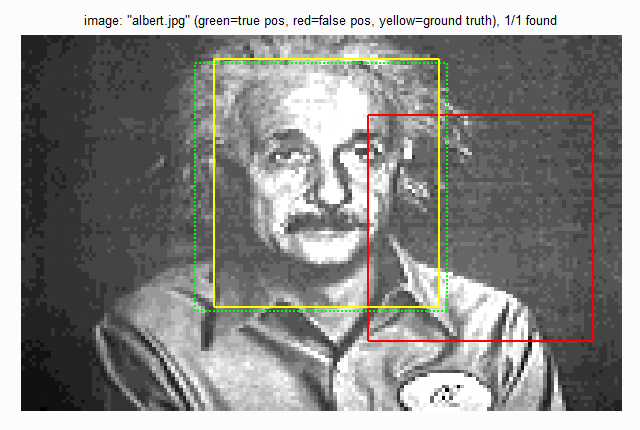 image: "albert.jpg" (green=true pos, red=false pos, yellow=ground truth), 1/1 found